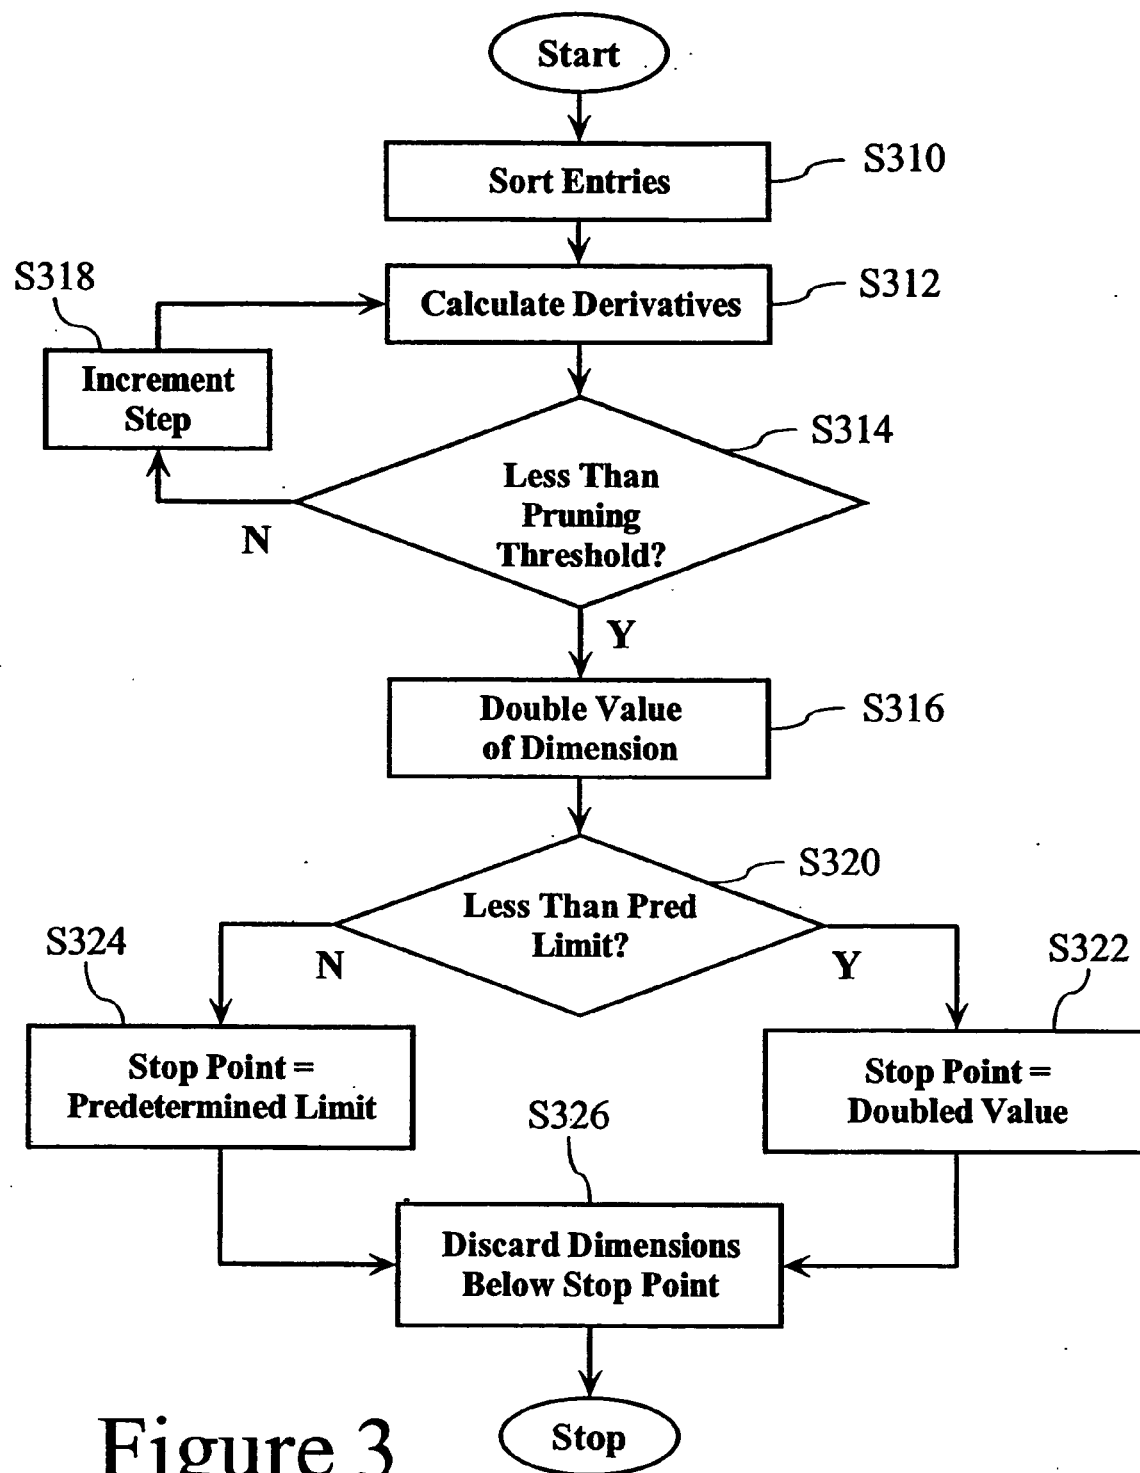 Start
Sort Entries
S310
Calculate Derivatives
S312
S318
Increment
Step
Less Than
Pruning
Threshold?
S314
N
Y
Double Value
of Dimension
S316
Less Than Pred
Limit?
S320
N
Y
S324
S322
Stop Point =
Predetermined Limit
Stop Point =
Doubled Value
S326
Discard Dimensions
Below Stop Point
Stop
Figure 3